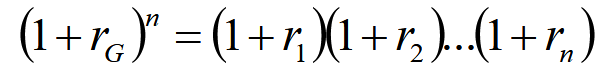 (1 + r_G)^n = (1 + r_1)(1 + r_2)...(1 + r_n)